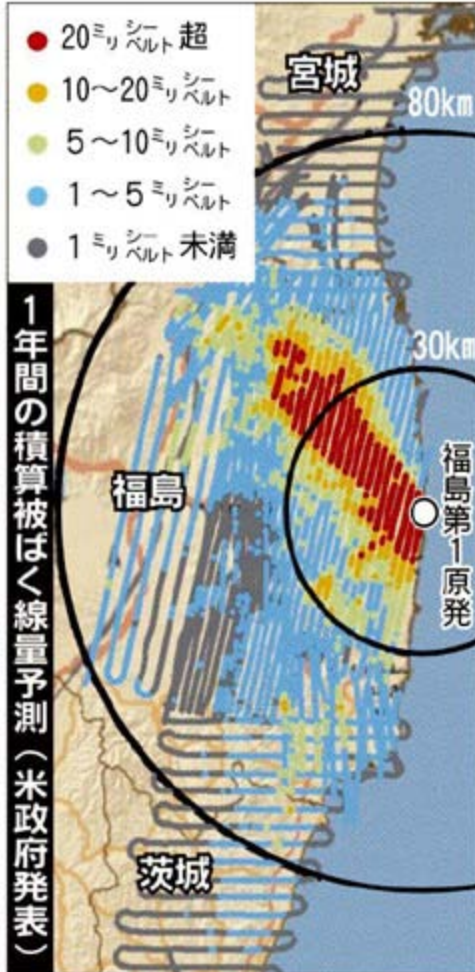 20ミリシーベルト超
10〜20ミリシーベルト
5〜10ミリシーベルト
1〜5ミリシーベルト
1ミリシーベルト未満
1年間の積算被ばく線量予測(米政府発表)
宮城
80km
30km
福島
福島第1原発
茨城